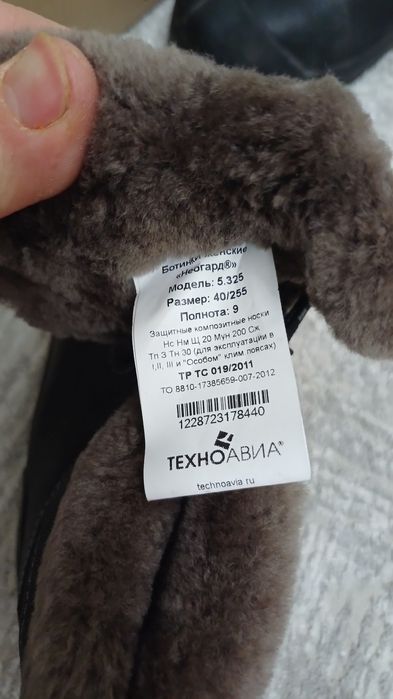 Ботинки женские
«Неогард®»
Модель: 5.325
Размер: 40/255
Полнота: 9
Защитные композитные носки
Нс Нм Щ 20 Мун 200 Сж
Тп З Тн 30 (для эксплуатации в
I,II, III и "Особом" клим.поясах)
ТР ТС 019/2011
ТО 8810-17385659-007-2012
1228723178440
ТЕХНОАВИА®
technoavia.ru